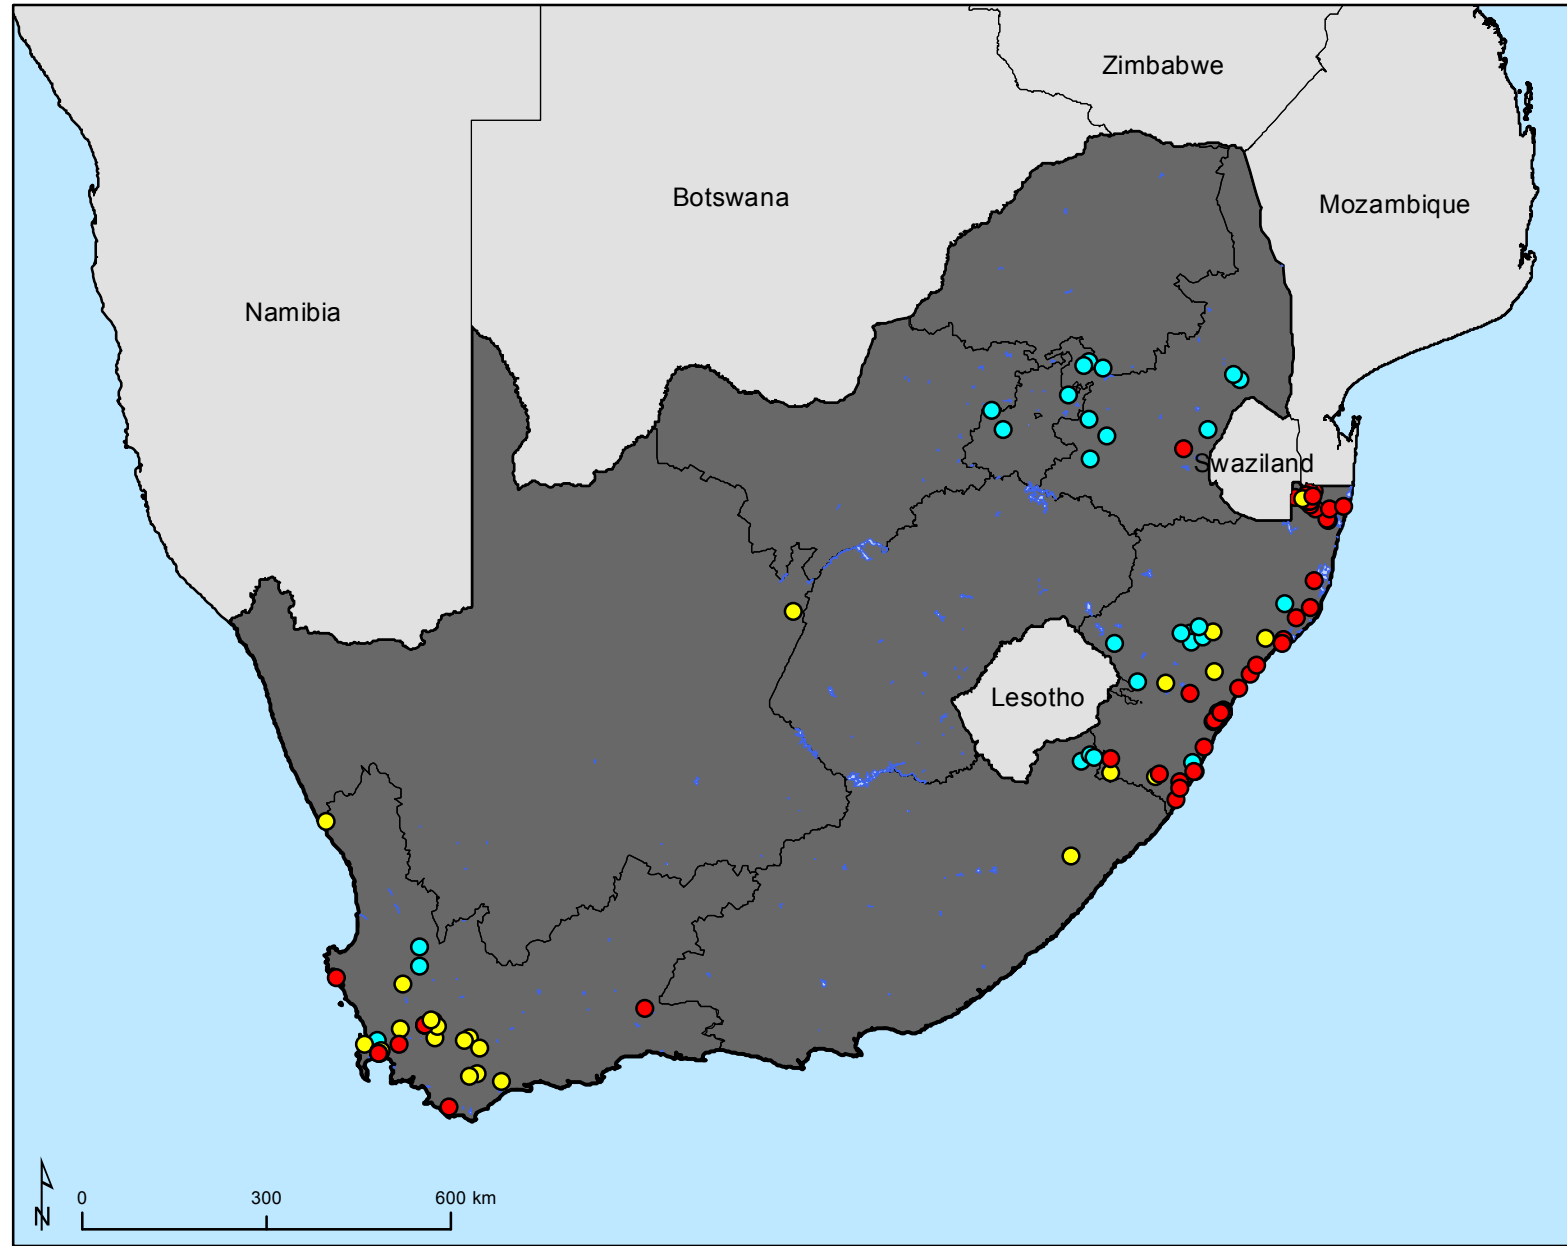 Zimbabwe
Botswana
Mozambique
Namibia
Swaziland
Lesotho
N
0 300 600 km